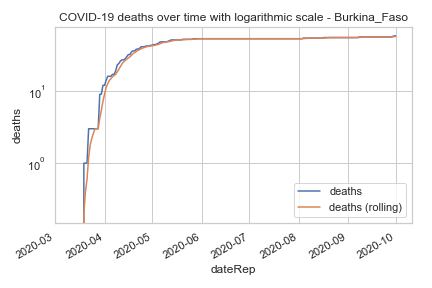 COVID-19 deaths over time with logarithmic scale - Burkina_Faso
deaths
10¹
10⁰
deaths
deaths (rolling)
2020-03
2020-04
2020-05
2020-06
2020-07
2020-08
2020-09
2020-10
dateRep